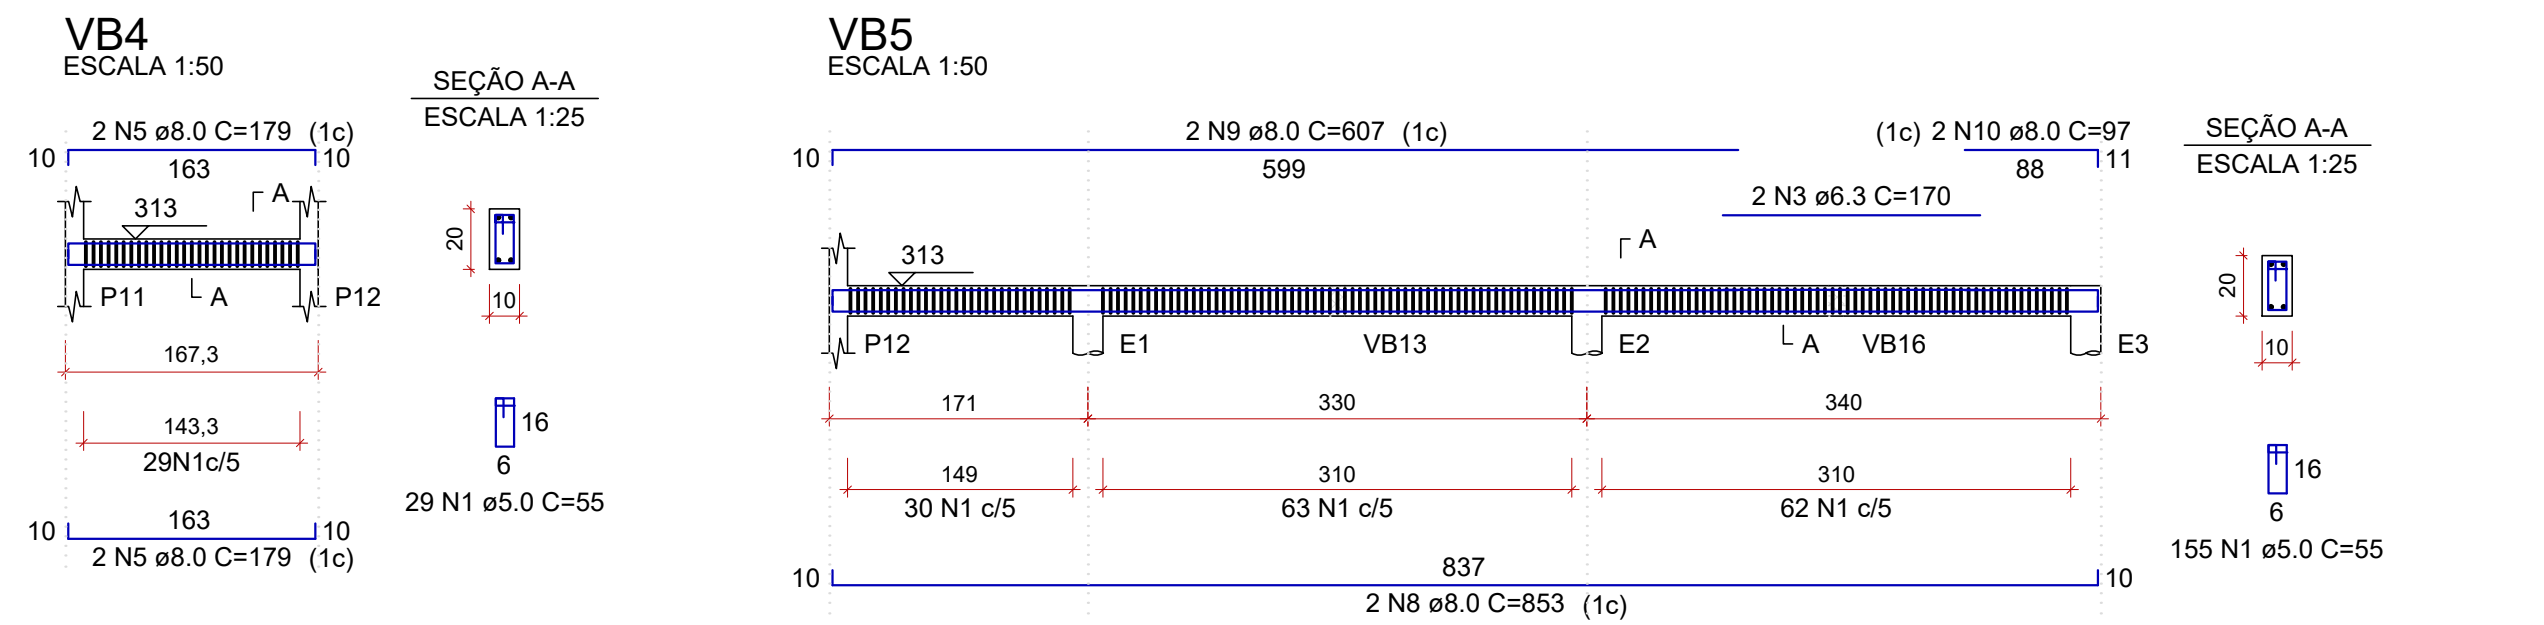 VB4
ESCALA 1:50
SEÇÃO A-A
ESCALA 1:25
2 N5 ø8.0 C=179 (1c)
10
10
163
A
313
P11
A
P12
20
10
167,3
143,3
29N1c/5
16
6
29 N1 ø5.0 C=55
10
163
10
2 N5 ø8.0 C=179 (1c)
VB5
ESCALA 1:50
2 N9 ø8.0 C=607 (1c)
10
599
(1c) 2 N10 ø8.0 C=97
88
11
2 N3 ø6.3 C=170
A
313
P12
E1
VB13
E2
A
VB16
E3
171
330
340
149
310
310
30 N1 c/5
63 N1 c/5
62 N1 c/5
10
837
10
2 N8 ø8.0 C=853 (1c)
SEÇÃO A-A
ESCALA 1:25
20
10
16
6
155 N1 ø5.0 C=55